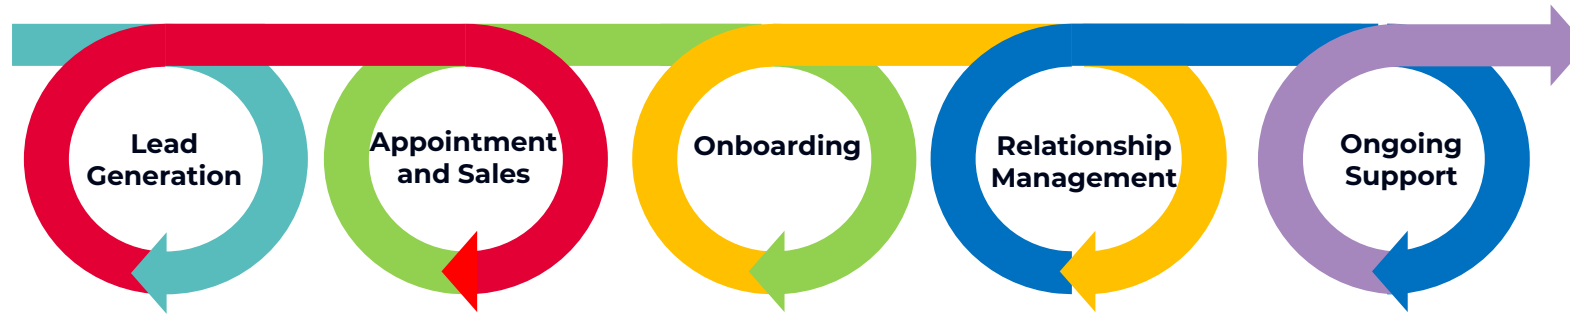 Lead
Generation
Appointment
and Sales
Onboarding
Relationship
Management
Ongoing
Support